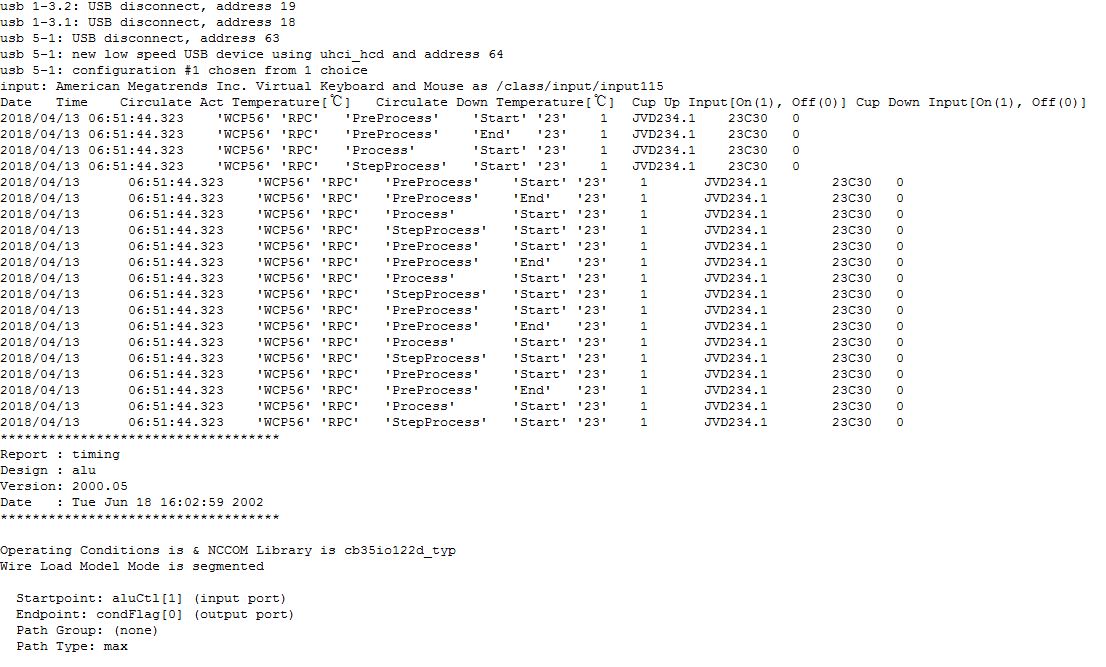 usb 1-3.2: USB disconnect, address 19
usb 1-3.1: USB disconnect, address 18
usb 5-1: USB disconnect, address 63
usb 5-1: new low speed USB device using uhci_hcd and address 64
usb 5-1: configuration #1 chosen from 1 choice
input: American Megatrends Inc. Virtual Keyboard and Mouse as /class/input/input115
Date   Time    Circulate Act Temperature[℃]   Circulate Down Temperature[℃]  Cup Up Input[On(1), Off(0)] Cup Down Input[On(1), Off(0)]
2018/04/13 06:51:44.323    'WCP56' 'RPC'   'PreProcess'    'Start' '23'    1   JVD234.1    23C30   0
2018/04/13 06:51:44.323    'WCP56' 'RPC'   'PreProcess'    'End'   '23'    1   JVD234.1    23C30   0
2018/04/13 06:51:44.323    'WCP56' 'RPC'   'Process'       'Start' '23'    1   JVD234.1    23C30   0
2018/04/13 06:51:44.323    'WCP56' 'RPC'   'StepProcess'   'Start' '23'    1   JVD234.1    23C30   0
2018/04/13      06:51:44.323    'WCP56' 'RPC'   'PreProcess'    'Start' '23'    1       JVD234.1        23C30   0
2018/04/13      06:51:44.323    'WCP56' 'RPC'   'PreProcess'    'End'   '23'    1       JVD234.1        23C30   0
2018/04/13      06:51:44.323    'WCP56' 'RPC'   'Process'       'Start' '23'    1       JVD234.1        23C30   0
2018/04/13      06:51:44.323    'WCP56' 'RPC'   'StepProcess'   'Start' '23'    1       JVD234.1        23C30   0
2018/04/13      06:51:44.323    'WCP56' 'RPC'   'PreProcess'    'Start' '23'    1       JVD234.1        23C30   0
2018/04/13      06:51:44.323    'WCP56' 'RPC'   'PreProcess'    'End'   '23'    1       JVD234.1        23C30   0
2018/04/13      06:51:44.323    'WCP56' 'RPC'   'Process'       'Start' '23'    1       JVD234.1        23C30   0
2018/04/13      06:51:44.323    'WCP56' 'RPC'   'StepProcess'   'Start' '23'    1       JVD234.1        23C30   0
2018/04/13      06:51:44.323    'WCP56' 'RPC'   'PreProcess'    'Start' '23'    1       JVD234.1        23C30   0
2018/04/13      06:51:44.323    'WCP56' 'RPC'   'PreProcess'    'End'   '23'    1       JVD234.1        23C30   0
2018/04/13      06:51:44.323    'WCP56' 'RPC'   'Process'       'Start' '23'    1       JVD234.1        23C30   0
2018/04/13      06:51:44.323    'WCP56' 'RPC'   'StepProcess'   'Start' '23'    1       JVD234.1        23C30   0
2018/04/13      06:51:44.323    'WCP56' 'RPC'   'PreProcess'    'Start' '23'    1       JVD234.1        23C30   0
2018/04/13      06:51:44.323    'WCP56' 'RPC'   'PreProcess'    'End'   '23'    1       JVD234.1        23C30   0
2018/04/13      06:51:44.323    'WCP56' 'RPC'   'Process'       'Start' '23'    1       JVD234.1        23C30   0
2018/04/13      06:51:44.323    'WCP56' 'RPC'   'StepProcess'   'Start' '23'    1       JVD234.1        23C30   0
***********************************
Report : timing
Design : alu
Version: 2000.05
Date   : Tue Jun 18 16:02:59 2002
***********************************
Operating Conditions is & NCCOM Library is cb35io122d_typ
Wire Load Model Mode is segmented
  Startpoint: aluCtl[1] (input port)
  Endpoint: condFlag[0] (output port)
  Path Group: (none)
  Path Type: max